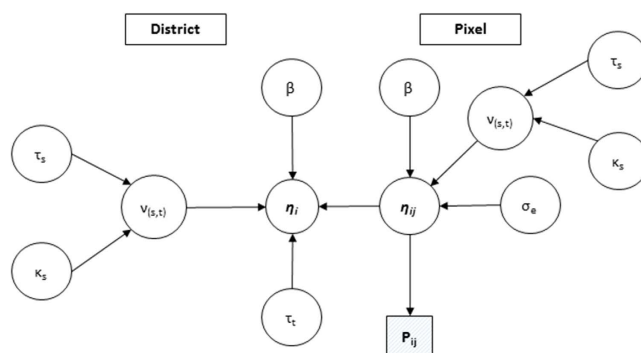 District
Pixel
τs
β
β
ν(s,t)
τs
κs
ν(s,t)
ηi
ηij
σe
κs
τt
Pij